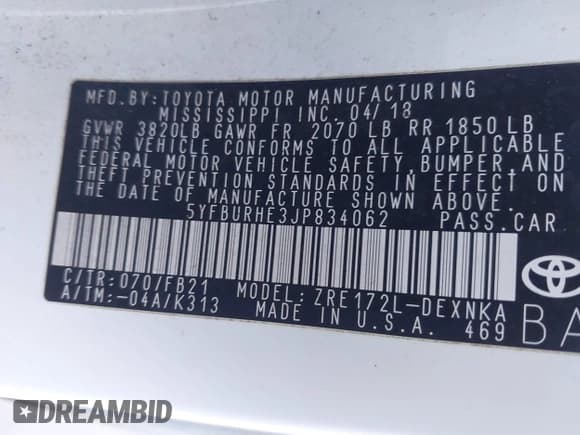 MFD.BY:TOYOTA MOTOR MANUFACTURING
MISSISSIPPI INC. 04/18
GVWR 3820LB GAWR FR 2070 LB RR 1850LB
THIS VEHICLE CONFORMS TO ALL APPLICABLE
FEDERAL MOTOR VEHICLE SAFETY,BUMPER,AND
THEFT PREVENTION STANDARDS IN EFFECT ON
THE DATE OF MANUFACTURE SHOWN ABOVE.
5YFBURHE3JP834062 PASS.CAR
C/TR:070/FB21 MODEL:ZRE172L-DEXNKA
A/TM:-04A/K313 MADE IN U.S.A. 469
BA
DREAMBID